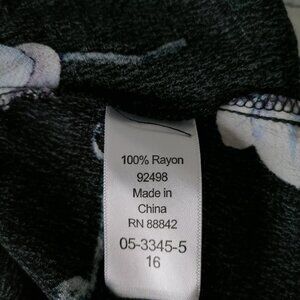 100% Rayon
92498
Made in
China
RN 88842
05-3345-5
16